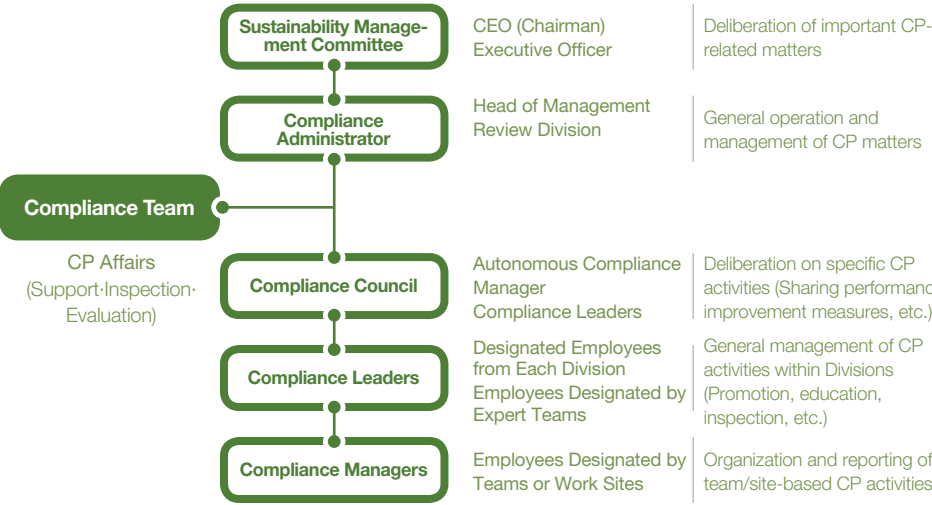 Sustainability Manage-
ment Committee
CEO (Chairman)
Executive Officer
Deliberation of important CP-
related matters
Compliance
Administrator
Head of Management
Review Division
General operation and
management of CP matters
Compliance Team
CP Affairs
(Support·Inspection·
Evaluation)
Compliance Council
Autonomous Compliance
Manager
Compliance Leaders
Deliberation on specific CP
activities (Sharing performanc
improvement measures, etc.)
Compliance Leaders
Designated Employees
from Each Division
Employees Designated by
Expert Teams
General management of CP
activities within Divisions
(Promotion, education,
inspection, etc.)
Compliance Managers
Employees Designated by
Teams or Work Sites
Organization and reporting of
team/site-based CP activities